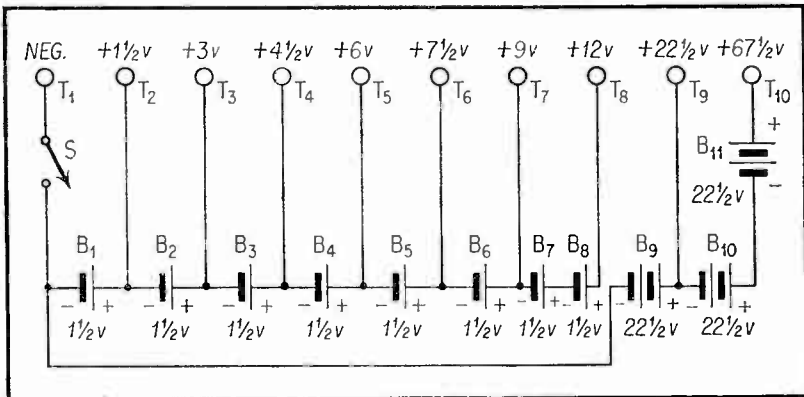 NEG. +1½v +3v +4½v +6v +7½v +9v +12v +22½v +67½v
T1 T2 T3 T4 T5 T6 T7 T8 T9 T10
+
S
B11
-
22½v
B1 B2 B3 B4 B5 B6 B7 B8 B9 B10
- + - + - + - + - + - + - + - + - + - +
1½v 1½v 1½v 1½v 1½v 1½v 1½v 1½v 22½v 22½v